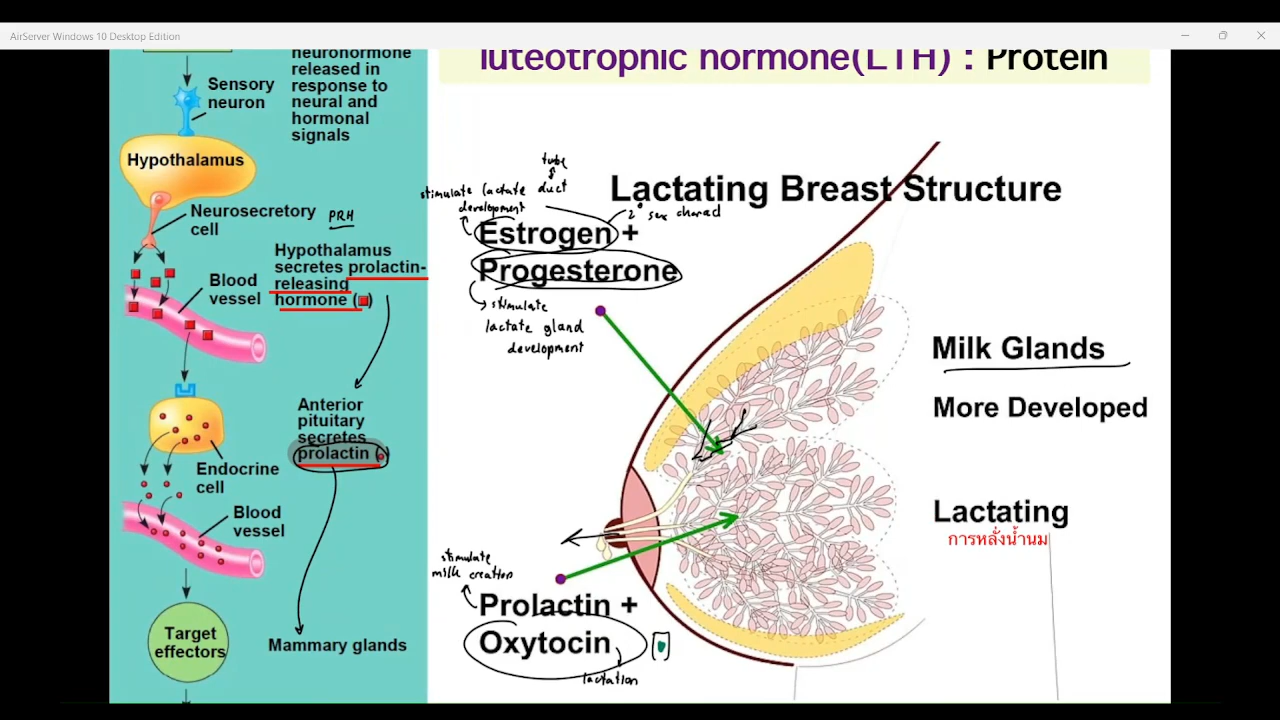 AirServer Windows 10 Desktop Edition
neurohormone
released in
response to
neural and
hormonal
signals
Sensory
neuron
Hypothalamus
Neurosecretory
cell
PRH
Hypothalamus
secretes prolactin-
releasing
hormone ( )
Blood
vessel
Anterior
pituitary
secretes
prolactin ( )
Endocrine
cell
Blood
vessel
Target
effectors
Mammary glands
luteotrophic hormone(LTH) : Protein
Lactating Breast Structure
tube
stimulate lactate duct
development
2° sex charact
Estrogen +
Progesterone
stimulate
lactate gland
development
Milk Glands
More Developed
Lactating
การหลั่งน้ำนม
stimulate
milk creation
Prolactin +
Oxytocin
lactation